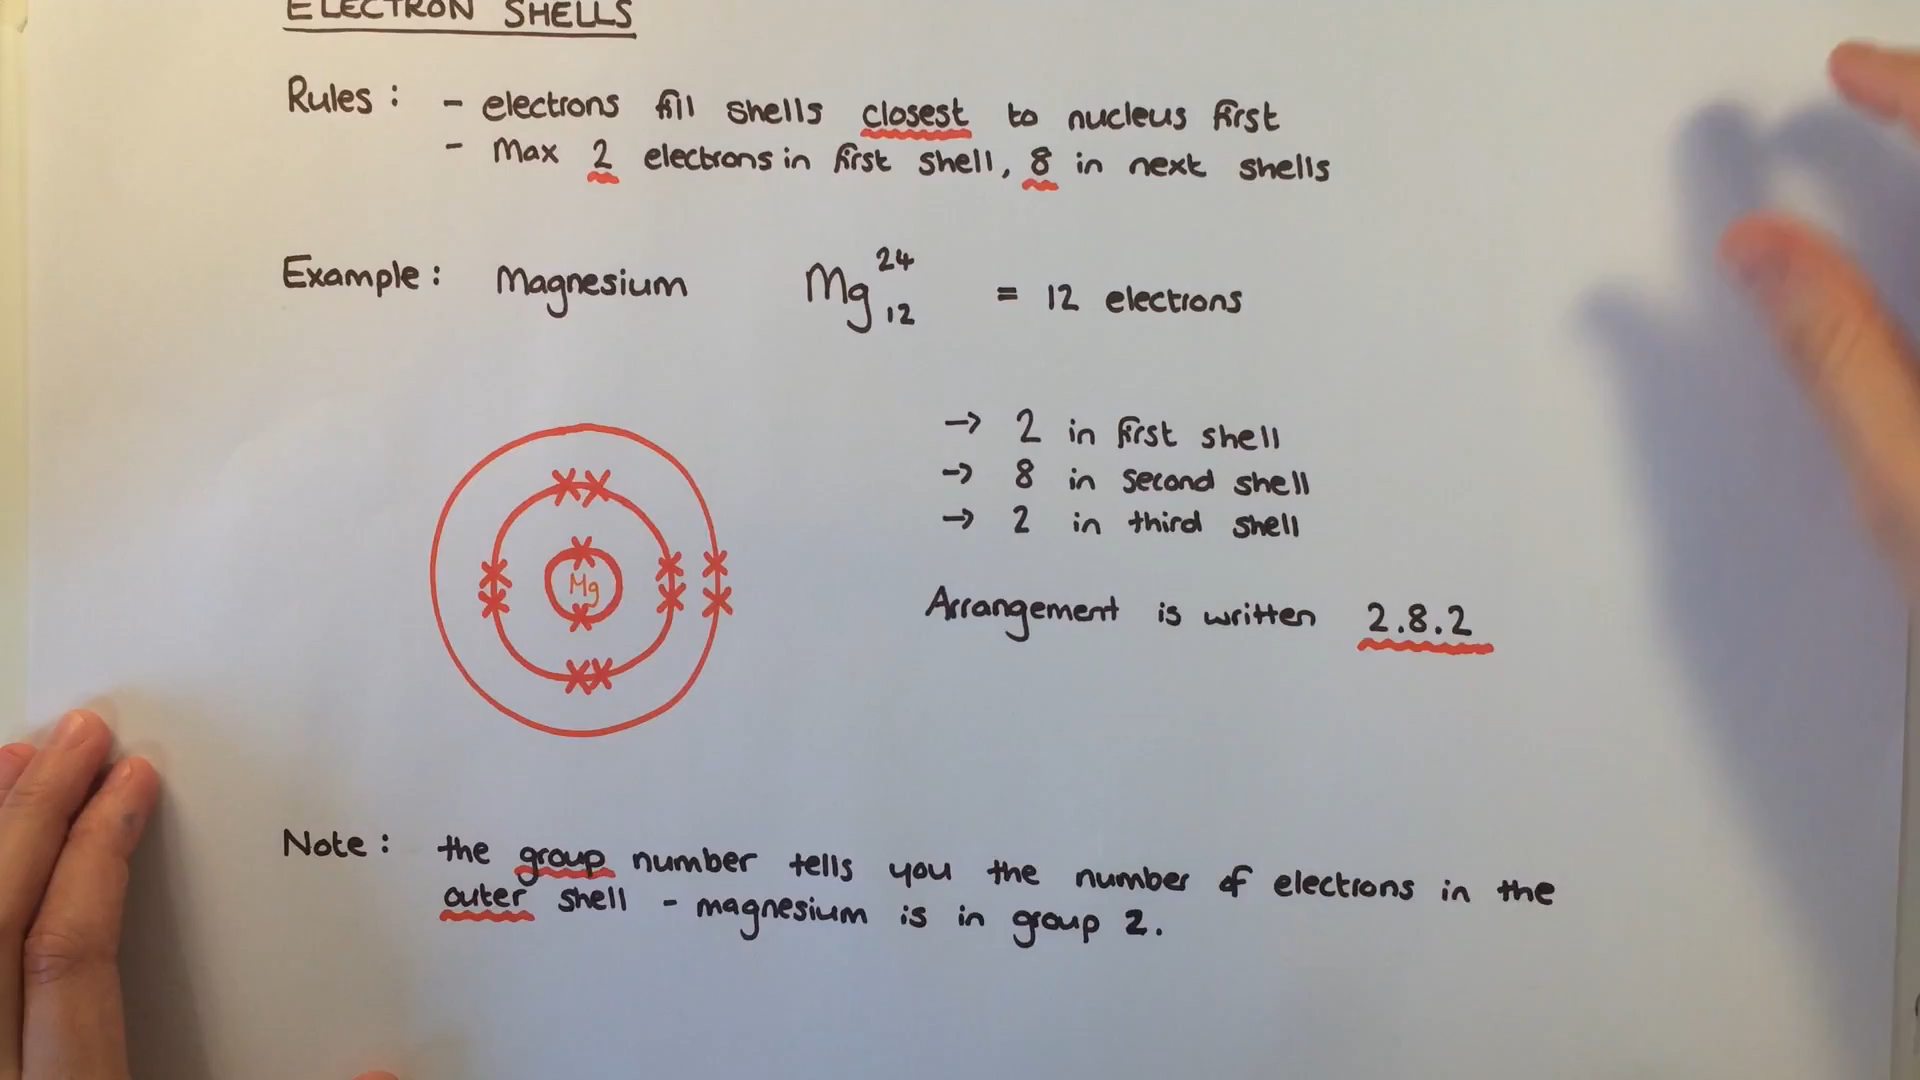 ELECTRON SHELLS
Rules : - electrons fill shells closest to nucleus first
- Max 2 electrons in first shell, 8 in next shells
Example : Magnesium Mg 24 12 = 12 electrons
→ 2 in first shell
→ 8 in second shell
→ 2 in third shell
Mg
Arrangement is written 2.8.2
Note : the group number tells you the number of electrons in the
outer shell - magnesium is in group 2.